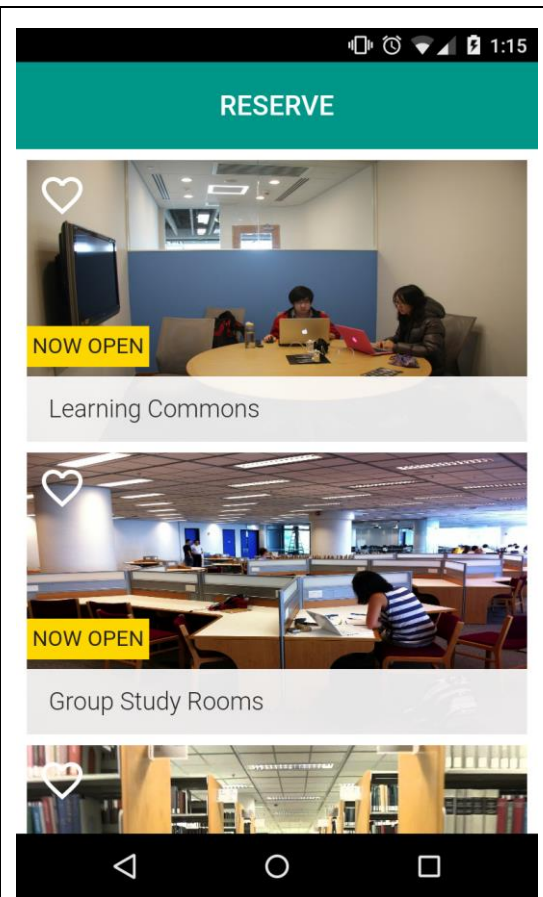 1:15
RESERVE
NOW OPEN
Learning Commons
NOW OPEN
Group Study Rooms